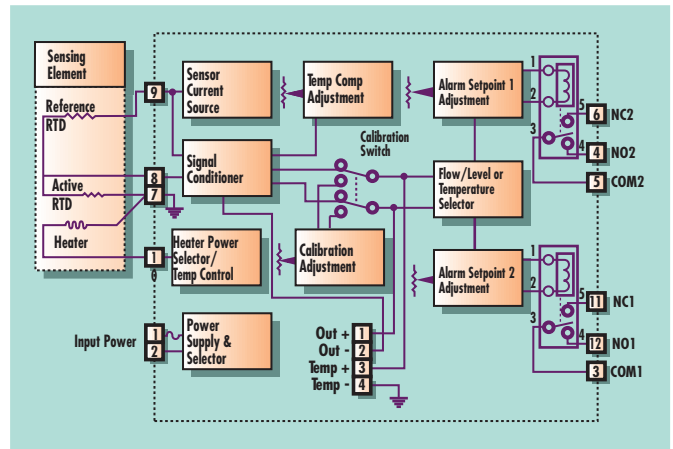 Sensing
Element
Reference
RTD
Active
RTD
Heater
9
8
7
1
0
Input Power
1
2
Sensor
Current
Source
Signal
Conditioner
Heater Power
Selector/
Temp Control
Power
Supply &
Selector
Temp Comp
Adjustment
Calibration
Switch
Calibration
Adjustment
Out +
Out -
Temp +
Temp -
1
2
3
4
Alarm Setpoint 1
Adjustment
Flow/Level or
Temperature
Selector
Alarm Setpoint 2
Adjustment
1
2
3
5
4
6 NC2
4 NO2
5 COM2
1
2
3
5
4
11 NC1
12 NO1
3 COM1